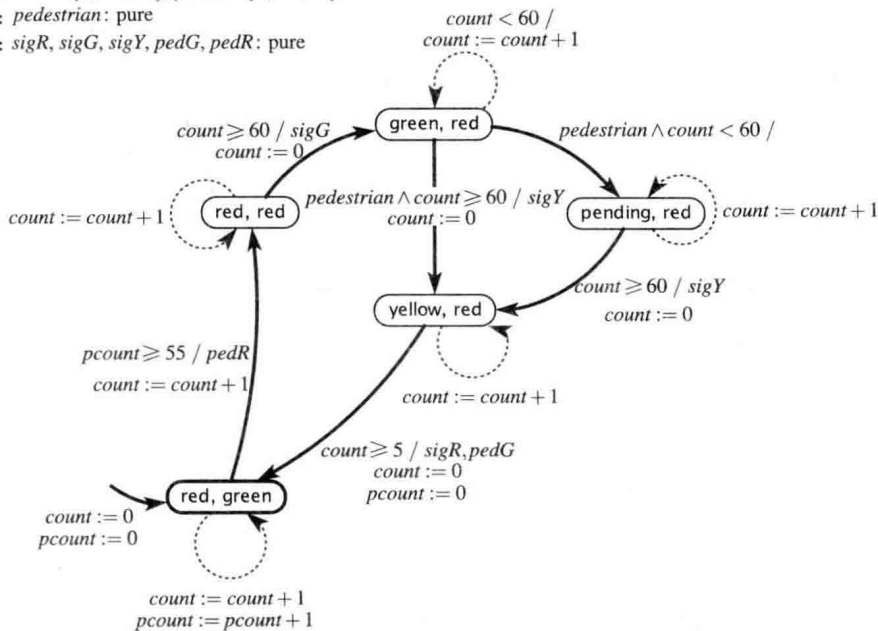 : pedestrian: pure
: sigR, sigG, sigY, pedG, pedR: pure
count < 60 /
count := count + 1
green, red
count ≥ 60 / sigG
count := 0
pedestrian ∧ count < 60 /
pedestrian ∧ count ≥ 60 / sigY
count := 0
count := count + 1
red, red
pending, red
count := count + 1
count ≥ 60 / sigY
count := 0
yellow, red
pcount ≥ 55 / pedR
count := count + 1
count := count + 1
count ≥ 5 / sigR, pedG
count := 0
pcount := 0
red, green
count := 0
pcount := 0
count := count + 1
pcount := pcount + 1